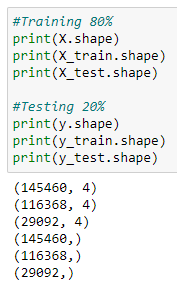 #Training 80%
print(X.shape)
print(X_train.shape)
print(X_test.shape)
#Testing 20%
print(y.shape)
print(y_train.shape)
print(y_test.shape)
(145460, 4)
(116368, 4)
(29092, 4)
(145460,)
(116368,)
(29092,)